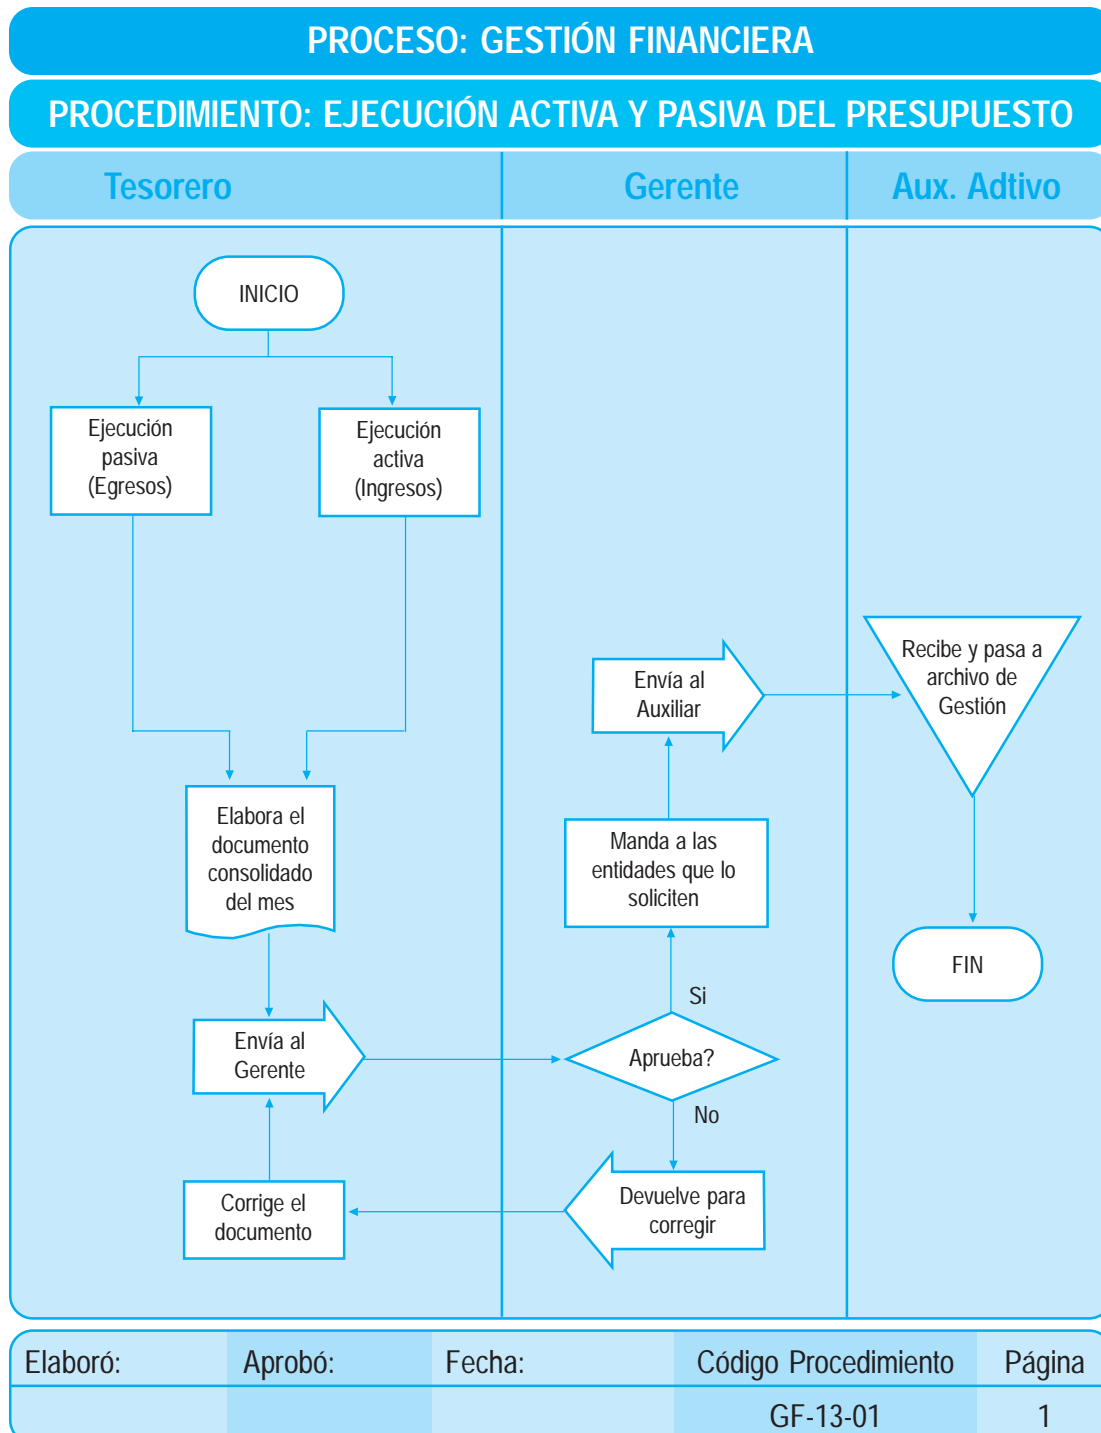 PROCESO: GESTIÓN FINANCIERA
PROCEDIMIENTO: EJECUCIÓN ACTIVA Y PASIVA DEL PRESUPUESTO
Tesorero
Gerente
Aux. Adtivo
INICIO
Ejecución
pasiva
(Egresos)
Ejecución
activa
(Ingresos)
Elabora el
documento
consolidado
del mes
Envía al
Gerente
Corrige el
documento
Envía al
Auxiliar
Manda a las
entidades que lo
soliciten
Si
Aprueba?
No
Devuelve para
corregir
Recibe y pasa a
archivo de
Gestión
FIN
Elaboró:
Aprobó:
Fecha:
Código Procedimiento
Página
GF-13-01
1